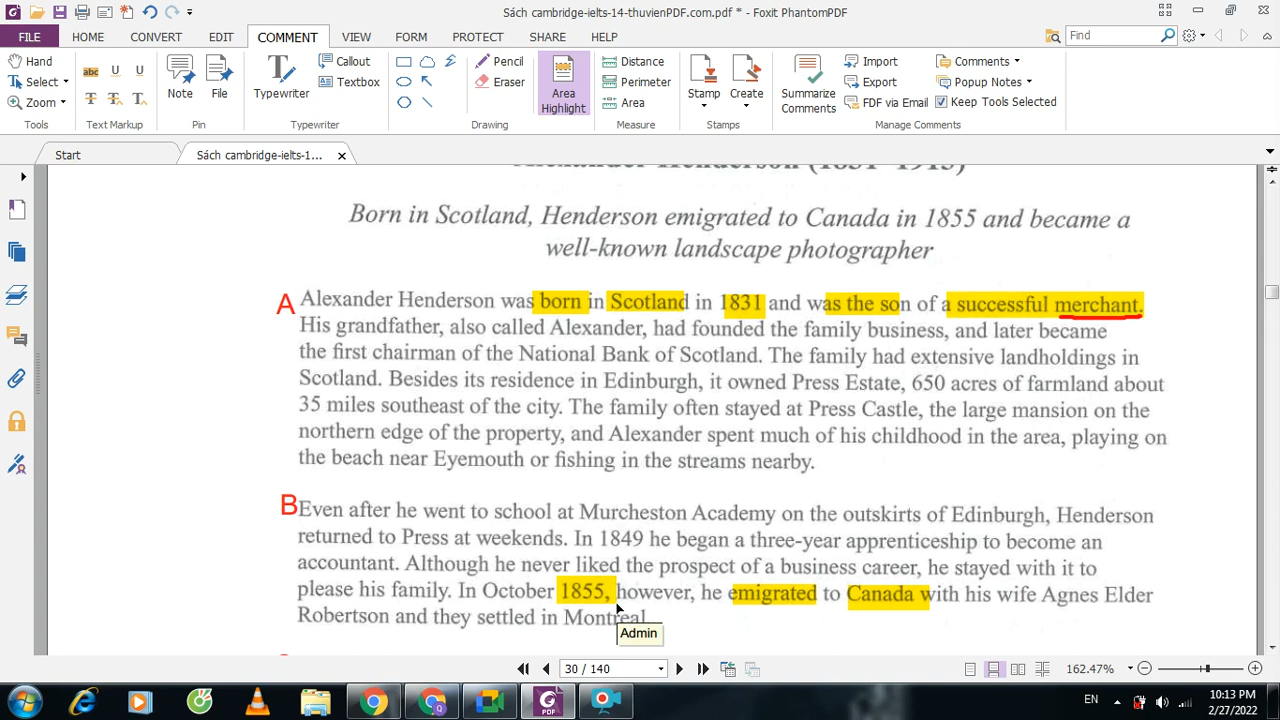 Sách cambridge-ielts-14-thuvienPDF.com.pdf * - Foxit PhantomPDF
FILE HOME CONVERT EDIT COMMENT VIEW FORM PROTECT SHARE HELP Find
Hand
Select
Zoom
Tools
abc U U
T T T
Text Markup
Note File
Pin
Typewriter
Callout
Textbox
Typewriter
Pencil
Eraser
Drawing
Area
Highlight
Distance
Perimeter
Area
Measure
Stamp Create
Stamps
Summarize
Comments
Import
Export
FDF via Email
Comments
Popup Notes
Keep Tools Selected
Manage Comments
Start Sách cambridge-ielts-1... x
Alexander Henderson (1831–1913)
Born in Scotland, Henderson emigrated to Canada in 1855 and became a
well-known landscape photographer
A Alexander Henderson was born in Scotland in 1831 and was the son of a successful merchant.
His grandfather, also called Alexander, had founded the family business, and later became
the first chairman of the National Bank of Scotland. The family had extensive landholdings in
Scotland. Besides its residence in Edinburgh, it owned Press Estate, 650 acres of farmland about
35 miles southeast of the city. The family often stayed at Press Castle, the large mansion on the
northern edge of the property, and Alexander spent much of his childhood in the area, playing on
the beach near Eyemouth or fishing in the streams nearby.
B Even after he went to school at Murcheston Academy on the outskirts of Edinburgh, Henderson
returned to Press at weekends. In 1849 he began a three-year apprenticeship to become an
accountant. Although he never liked the prospect of a business career, he stayed with it to
please his family. In October 1855, however, he emigrated to Canada with his wife Agnes Elder
Robertson and they settled in Montreal.
Admin
30 / 140
162.47%
EN
10:13 PM
2/27/2022